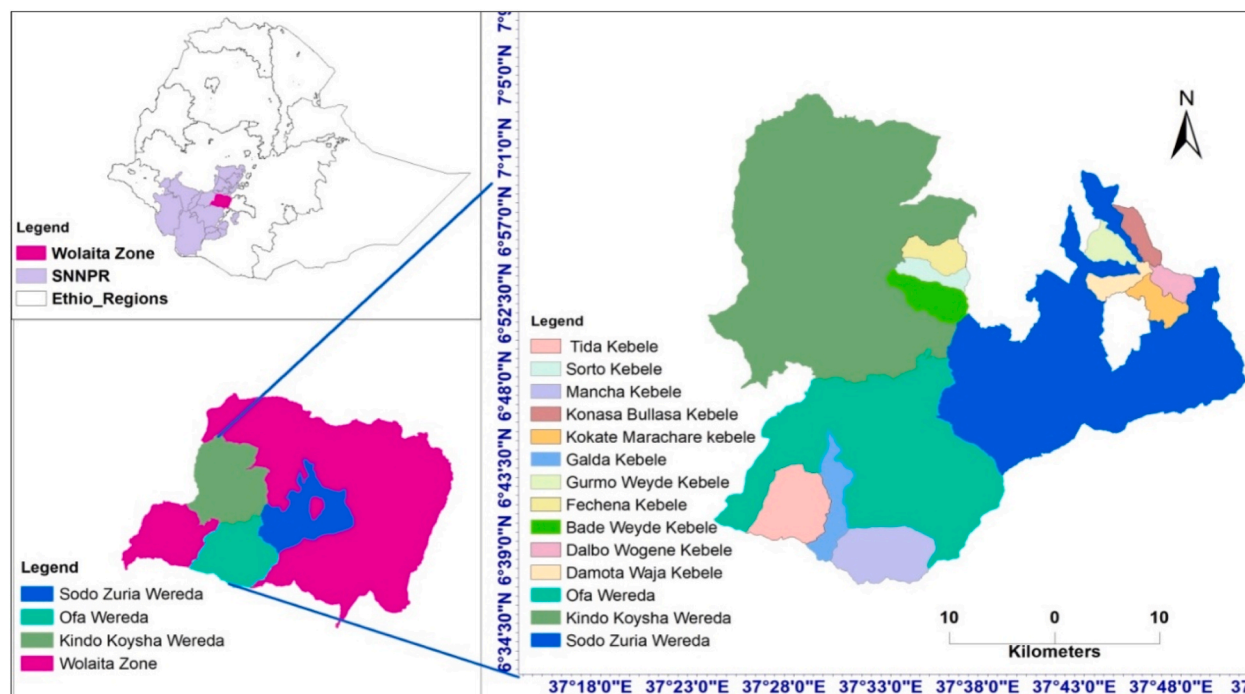 Legend
Wolaita Zone
SNNPR
Ethio_Regions
Legend
Sodo Zuria Wereda
Ofa Wereda
Kindo Koysha Wereda
Wolaita Zone
7°5'0"N
7°1'0"N
6°57'0"N
6°52'30"N
6°48'0"N
6°43'30"N
6°39'0"N
6°34'30"N
N
Legend
Tida Kebele
Sorto Kebele
Mancha Kebele
Konasa Bullasa Kebele
Kokate Marachare kebele
Galda Kebele
Gurmo Weyde Kebele
Fechena Kebele
Bade Weyde Kebele
Dalbo Wogene Kebele
Damota Waja Kebele
Ofa Wereda
Kindo Koysha Wereda
Sodo Zuria Wereda
10 0 10
Kilometers
37°18'0"E 37°23'0"E 37°28'0"E 37°33'0"E 37°38'0"E 37°43'0"E 37°48'0"E